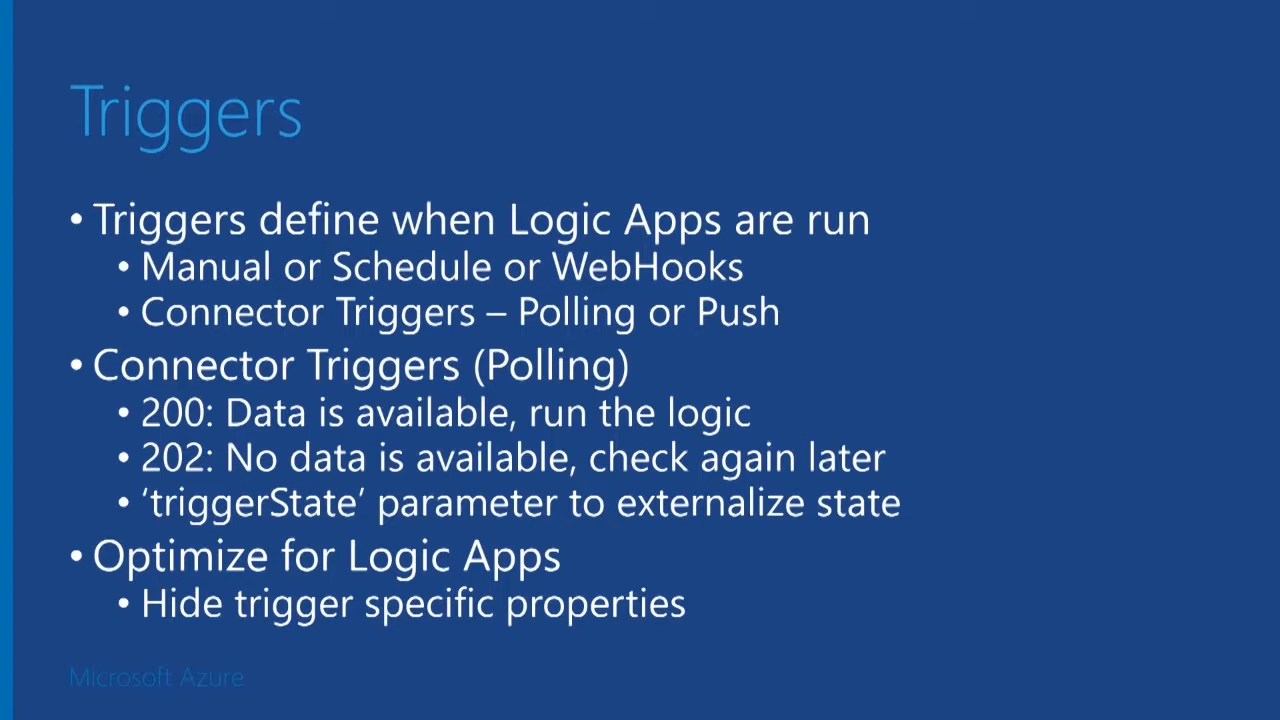 Triggers
• Triggers define when Logic Apps are run
• Manual or Schedule or WebHooks
• Connector Triggers – Polling or Push
• Connector Triggers (Polling)
• 200: Data is available, run the logic
• 202: No data is available, check again later
• ‘triggerState’ parameter to externalize state
• Optimize for Logic Apps
• Hide trigger specific properties
Microsoft Azure